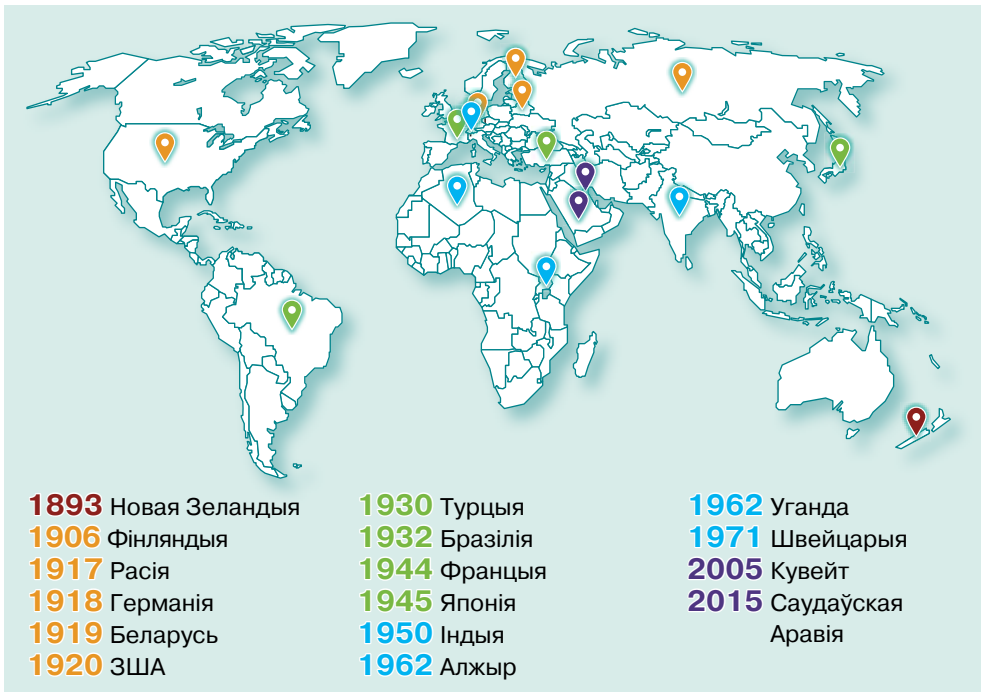 1893 Новая Зеландыя
1906 Фінляндыя
1917 Расія
1918 Германія
1919 Беларусь
1920 ЗША
1930 Турцыя
1932 Бразілія
1944 Францыя
1945 Японія
1950 Індыя
1962 Алжыр
1962 Уганда
1971 Швейцарыя
2005 Кувейт
2015 Саудаўская
Аравія